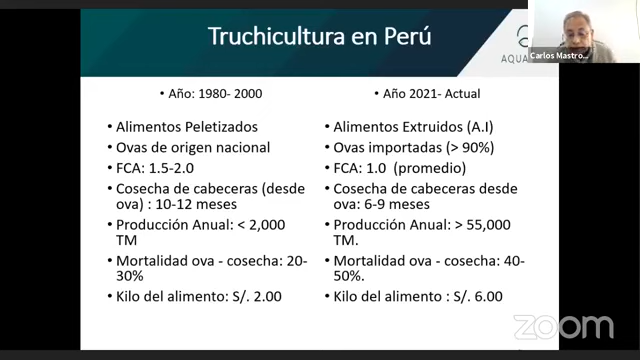 Truchicultura en Perú
AQUA
Carlos Mastro...
• Año: 1980- 2000
• Alimentos Peletizados
• Ovas de origen nacional
• FCA: 1.5-2.0
• Cosecha de cabeceras (desde
ova) : 10-12 meses
• Producción Anual: < 2,000
TM
• Mortalidad ova - cosecha: 20-
30%
• Kilo del alimento: S/. 2.00
• Año 2021- Actual
• Alimentos Extruidos (A.I)
• Ovas importadas (> 90%)
• FCA: 1.0 (promedio)
• Cosecha de cabeceras desde
ova: 6-9 meses
• Producción Anual: > 55,000
TM.
• Mortalidad ova - cosecha: 40-
50%.
• Kilo del alimento : S/. 6.00
zoom